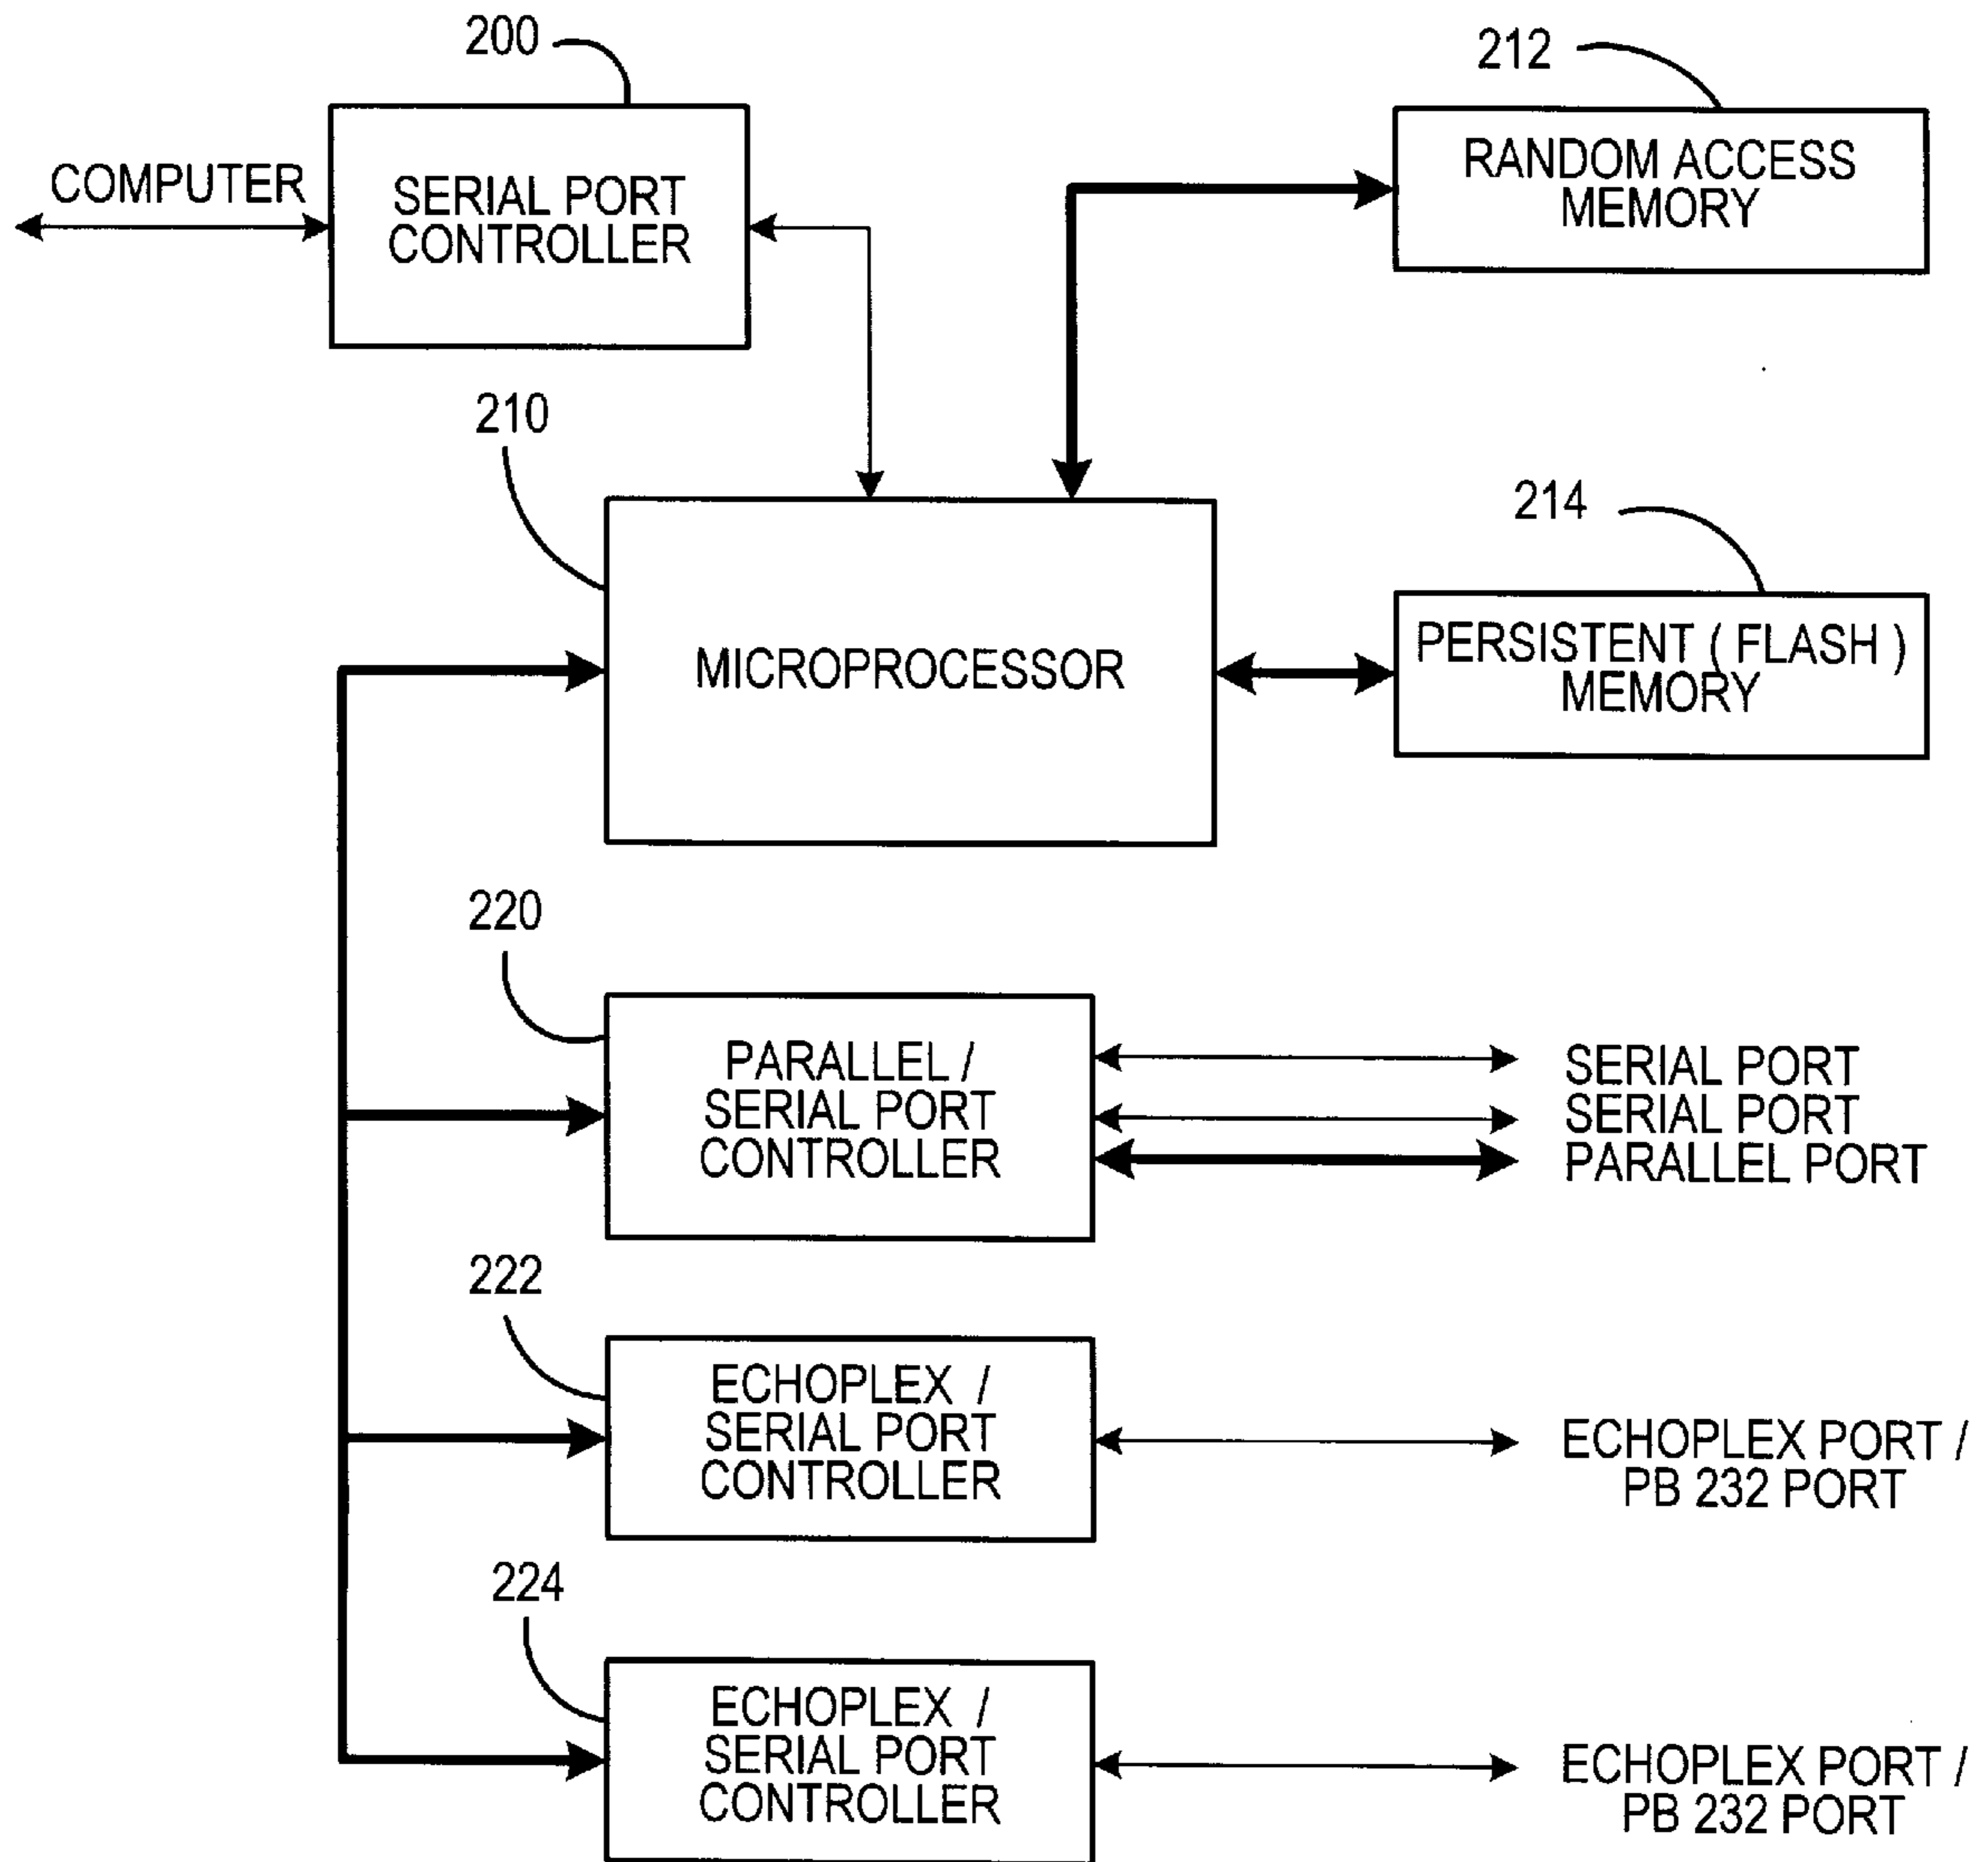 200
212
COMPUTER
SERIAL PORT
CONTROLLER
RANDOM ACCESS
MEMORY
210
214
MICROPROCESSOR
PERSISTENT ( FLASH )
MEMORY
220
PARALLEL /
SERIAL PORT
CONTROLLER
SERIAL PORT
SERIAL PORT
PARALLEL PORT
222
ECHOPLEX /
SERIAL PORT
CONTROLLER
ECHOPLEX PORT /
PB 232 PORT
224
ECHOPLEX /
SERIAL PORT
CONTROLLER
ECHOPLEX PORT /
PB 232 PORT